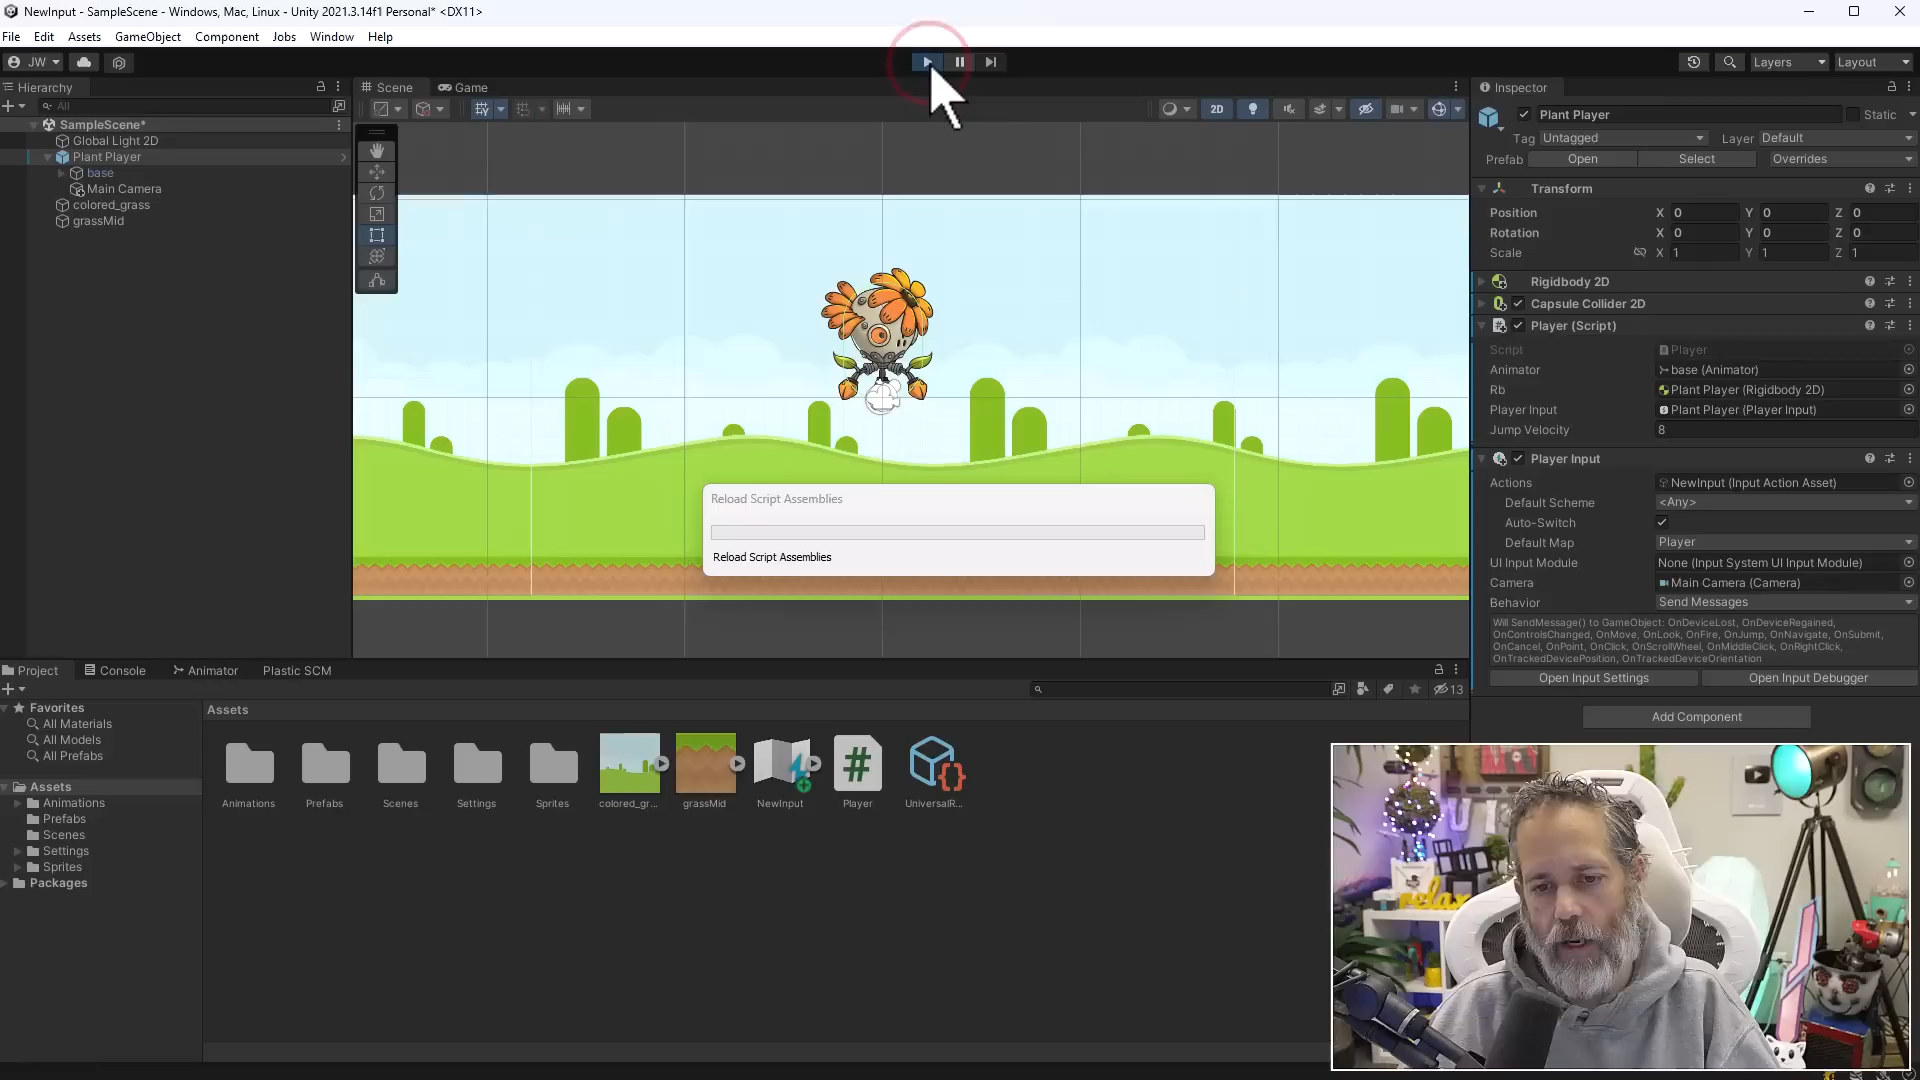 NewInput - SampleScene - Windows, Mac, Linux - Unity 2021.3.14f1 Personal* <DX11>
File Edit Assets GameObject Component Jobs Window Help
JW Layers Layout
Hierarchy
All
SampleScene*
Global Light 2D
Plant Player
base
Main Camera
colored_grass
grassMid
Scene Game
2D
Reload Script Assemblies
Reload Script Assemblies
Inspector
Plant Player Static
Tag Untagged Layer Default
Prefab Open Select Overrides
Transform
Position X 0 Y 0 Z 0
Rotation X 0 Y 0 Z 0
Scale X 1 Y 1 Z 1
Rigidbody 2D
Capsule Collider 2D
Player (Script)
Script Player
Animator base (Animator)
Rb Plant Player (Rigidbody 2D)
Player Input Plant Player (Player Input)
Jump Velocity 8
Player Input
Actions NewInput (Input Action Asset)
Default Scheme <Any>
Auto-Switch
Default Map Player
UI Input Module None (Input System UI Input Module)
Camera Main Camera (Camera)
Behavior Send Messages
Will SendMessage() to GameObject: OnDeviceLost, OnDeviceRegained,
OnControlsChanged, OnMove, OnLook, OnFire, OnJump, OnNavigate, OnSubmit,
OnCancel, OnPoint, OnClick, OnScrollWheel, OnMiddleClick, OnRightClick,
OnTrackedDevicePosition, OnTrackedDeviceOrientation
Open Input Settings Open Input Debugger
Add Component
Project Console Animator Plastic SCM
13
Favorites
All Materials
All Models
All Prefabs
Assets
Animations
Prefabs
Scenes
Settings
Sprites
Packages
Assets
Animations Prefabs Scenes Settings Sprites colored_gr... grassMid NewInput Player UniversalR...
relax